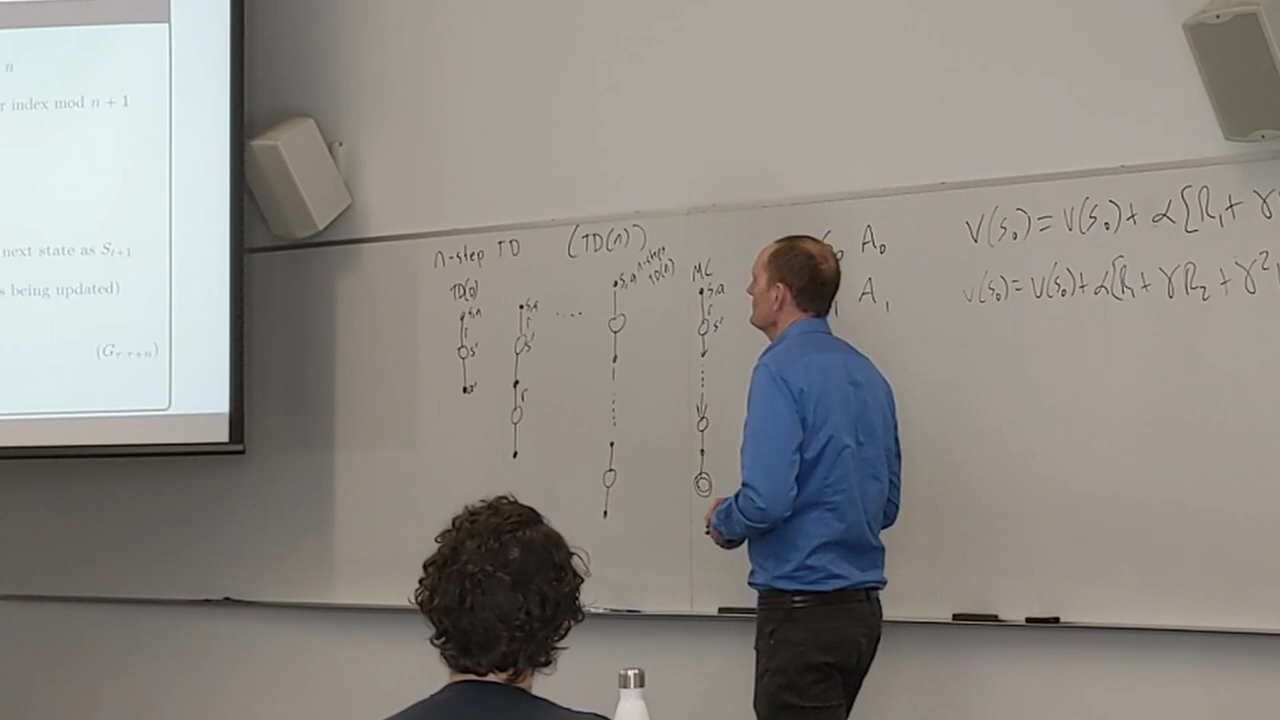 n
r index mod n + 1
next state as S_{t+1}
s being updated)
(G_{τ:τ+n})
n-step TD (TD(n))
TD(0)
s,a
r
s'
a'
s,a
r
s'
r
....
s,a
n-step
TD(n)
MC
s,a
r
s'
A₀
A₁
V(S₀) = V(S₀) + α[R₁ + γ
V(S₀) = V(S₀) + α[R₁ + γR₂ + γ²